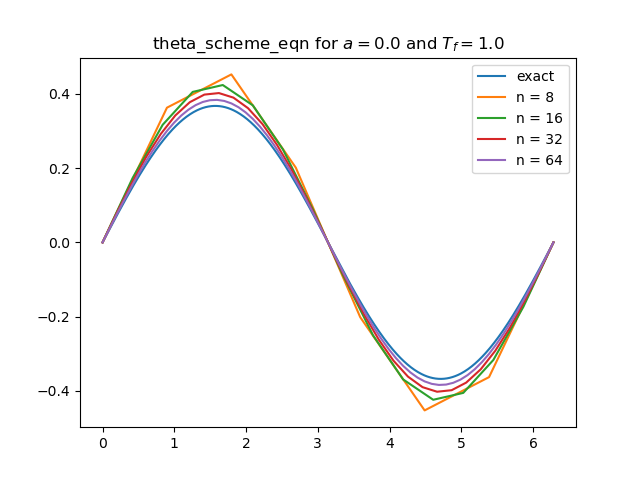 theta_scheme_eqn for a = 0.0 and T_f = 1.0
exact
n = 8
n = 16
n = 32
n = 64
0.4
0.2
0.0
−0.2
−0.4
0 1 2 3 4 5 6